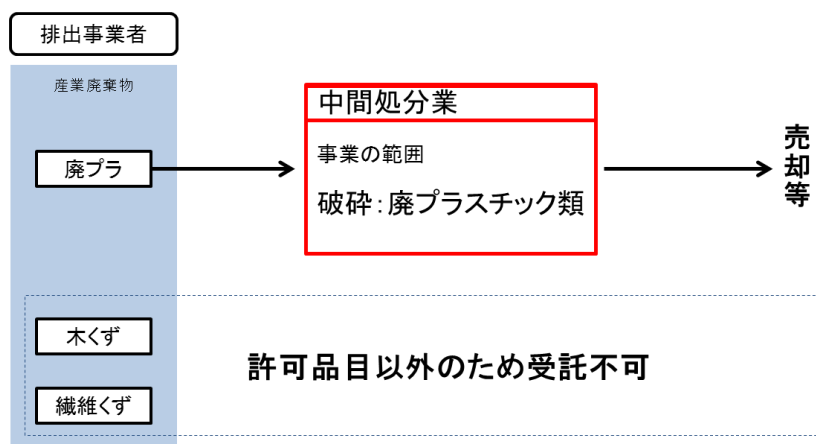 排出事業者
産業廃棄物
廃プラ
中間処分業
事業の範囲
破砕：廃プラスチック類
売却等
木くず
繊維くず
許可品目以外のため受託不可